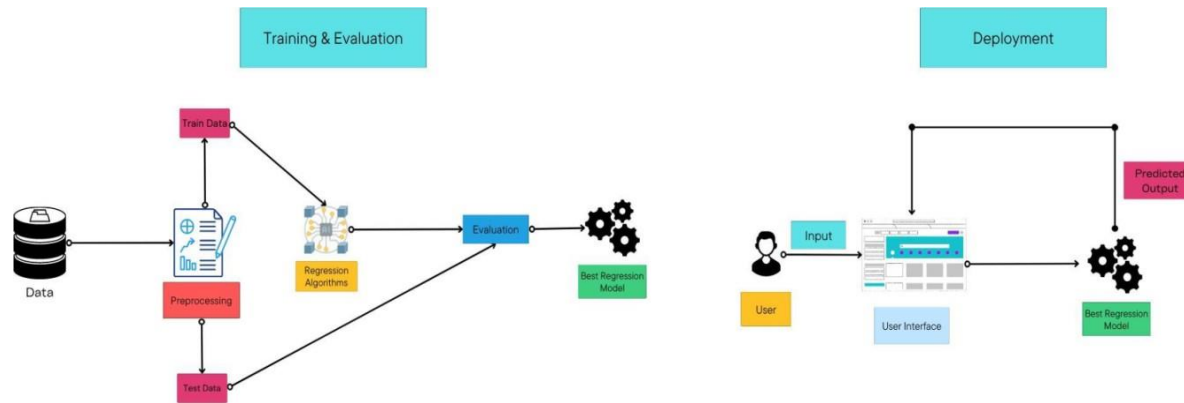 Training & Evaluation
Deployment
Train Data
Predicted
Output
Input
Evaluation
Data
Regression
Algorithms
Best Regression
Model
Preprocessing
User
User Interface
Best Regression
Model
Test Data